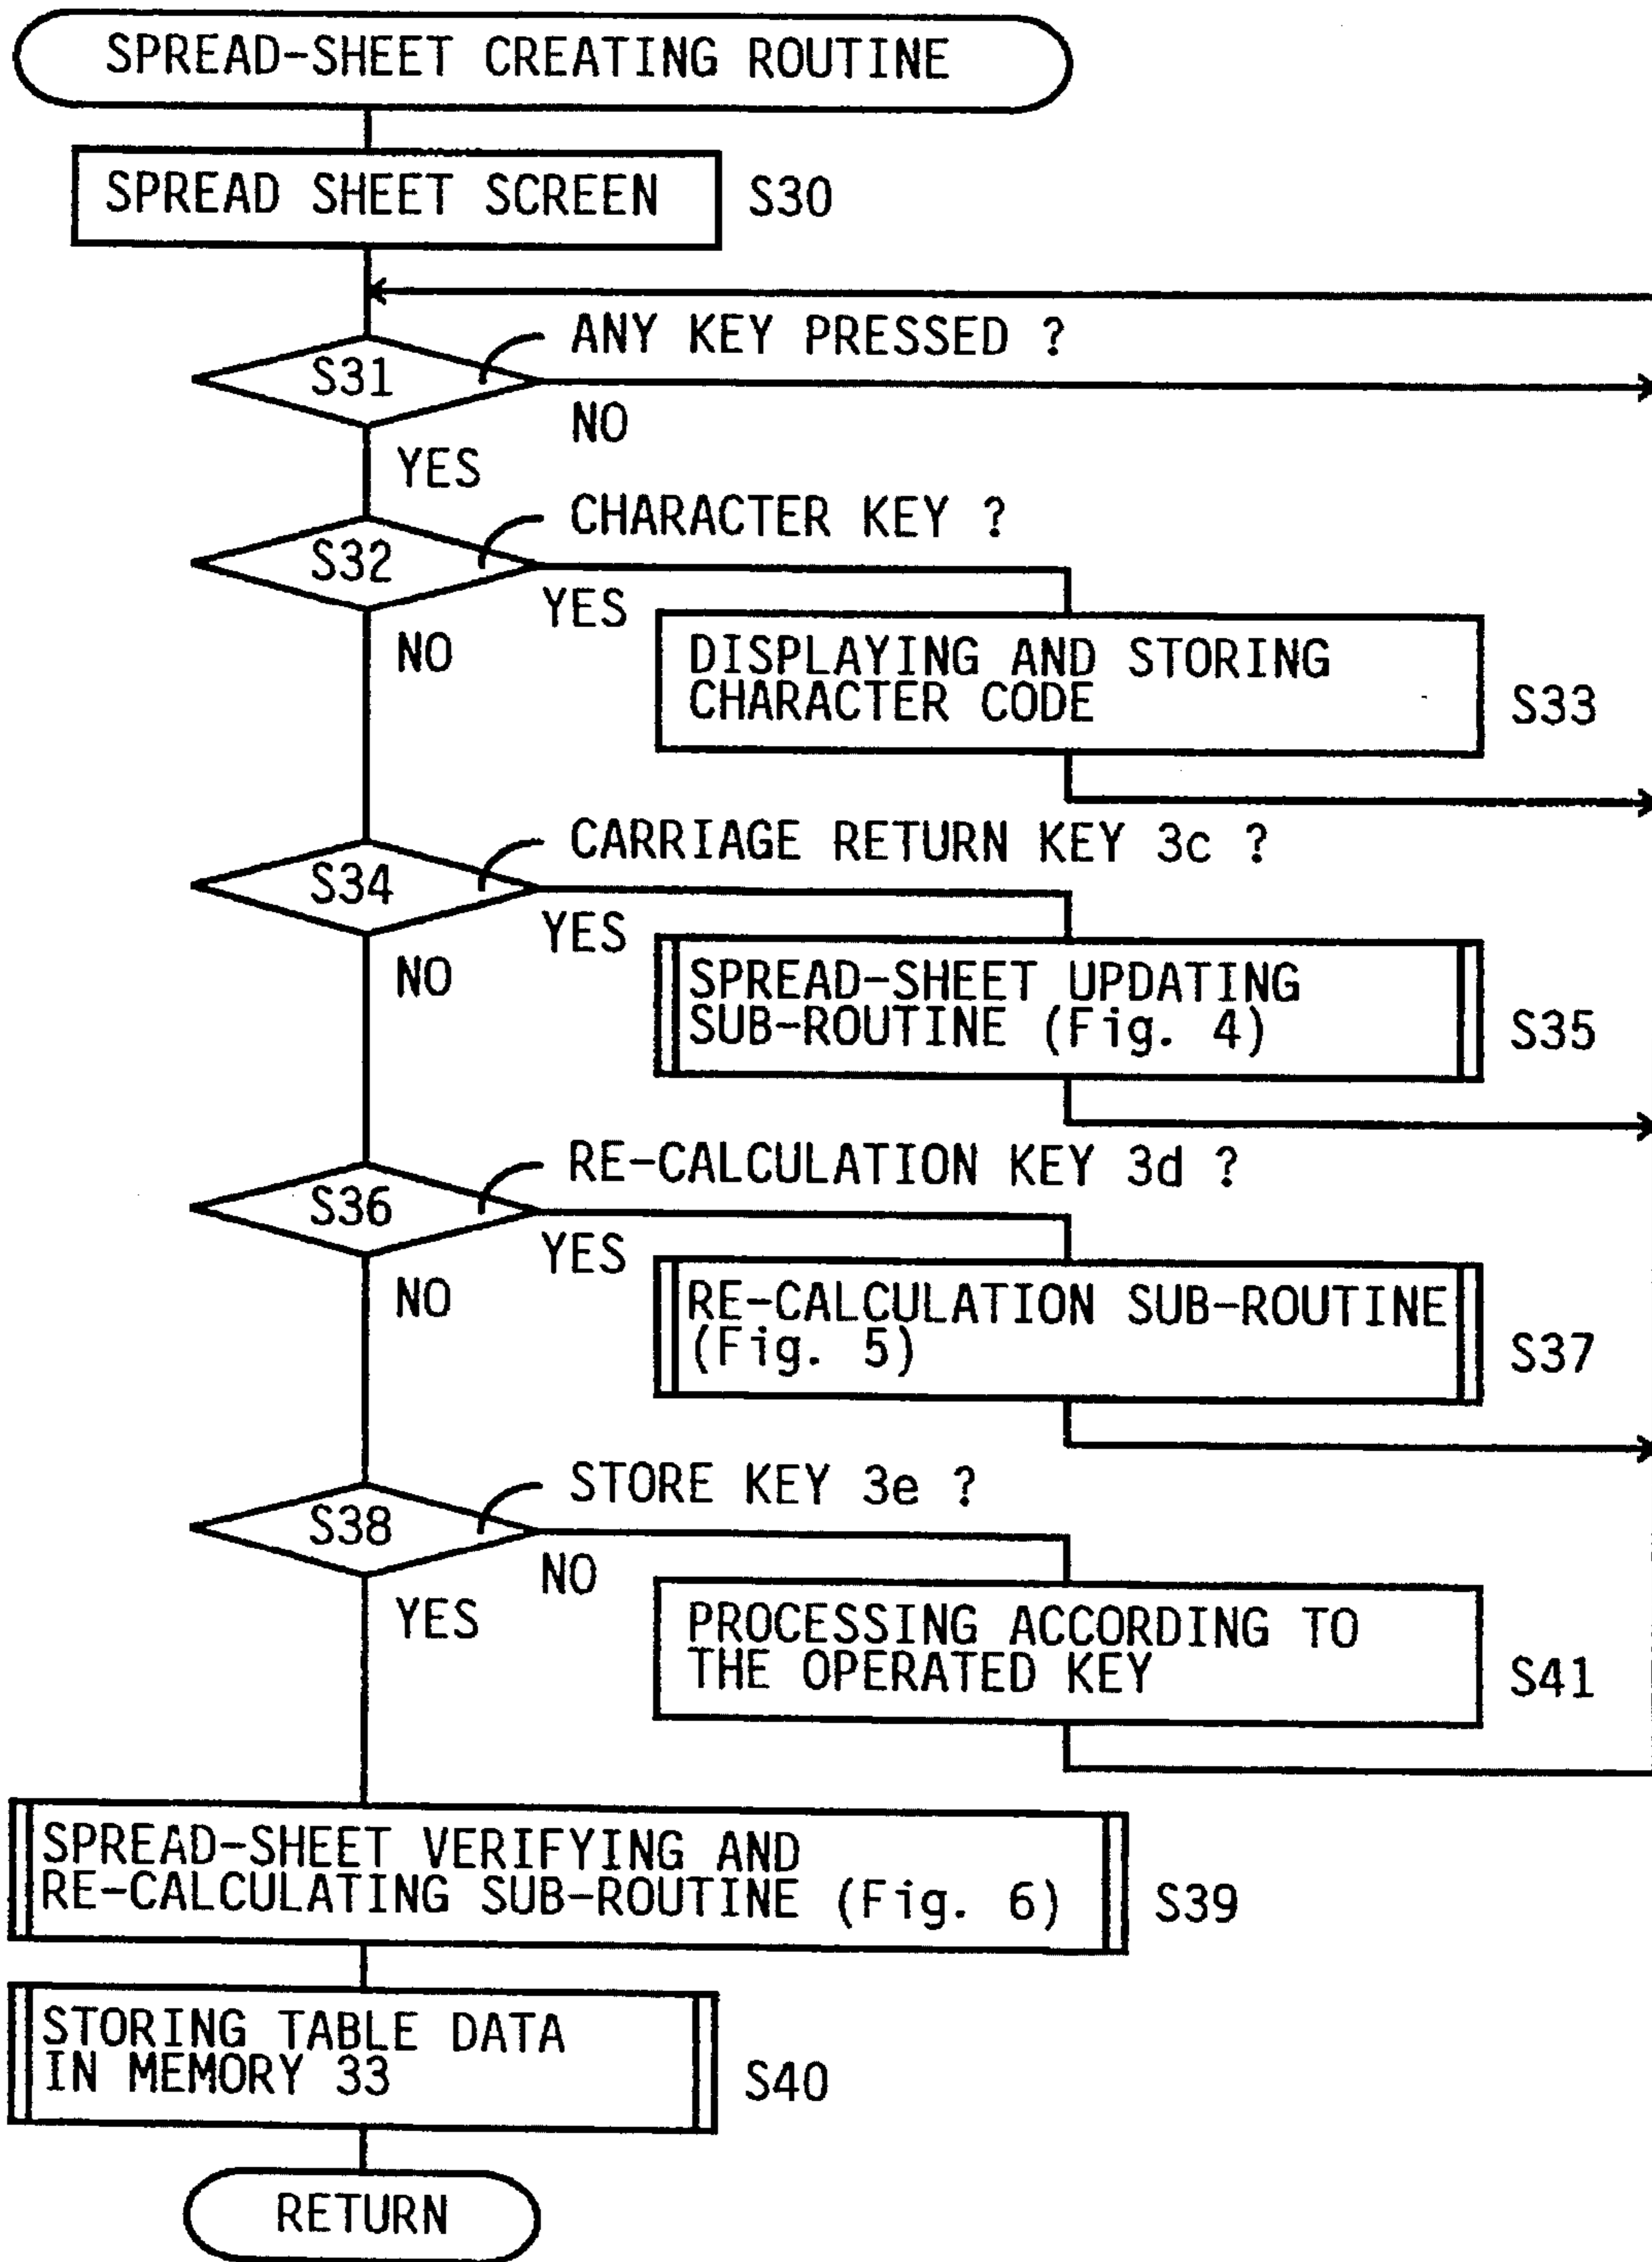 SPREAD-SHEET CREATING ROUTINE
SPREAD SHEET SCREEN
S30
ANY KEY PRESSED ?
S31
NO
YES
CHARACTER KEY ?
S32
YES
NO
DISPLAYING AND STORING
CHARACTER CODE
S33
CARRIAGE RETURN KEY 3c ?
S34
YES
NO
SPREAD-SHEET UPDATING
SUB-ROUTINE (Fig. 4)
S35
RE-CALCULATION KEY 3d ?
S36
YES
NO
RE-CALCULATION SUB-ROUTINE
(Fig. 5)
S37
STORE KEY 3e ?
S38
NO
YES
PROCESSING ACCORDING TO
THE OPERATED KEY
S41
SPREAD-SHEET VERIFYING AND
RE-CALCULATING SUB-ROUTINE (Fig. 6)
S39
STORING TABLE DATA
IN MEMORY 33
S40
RETURN